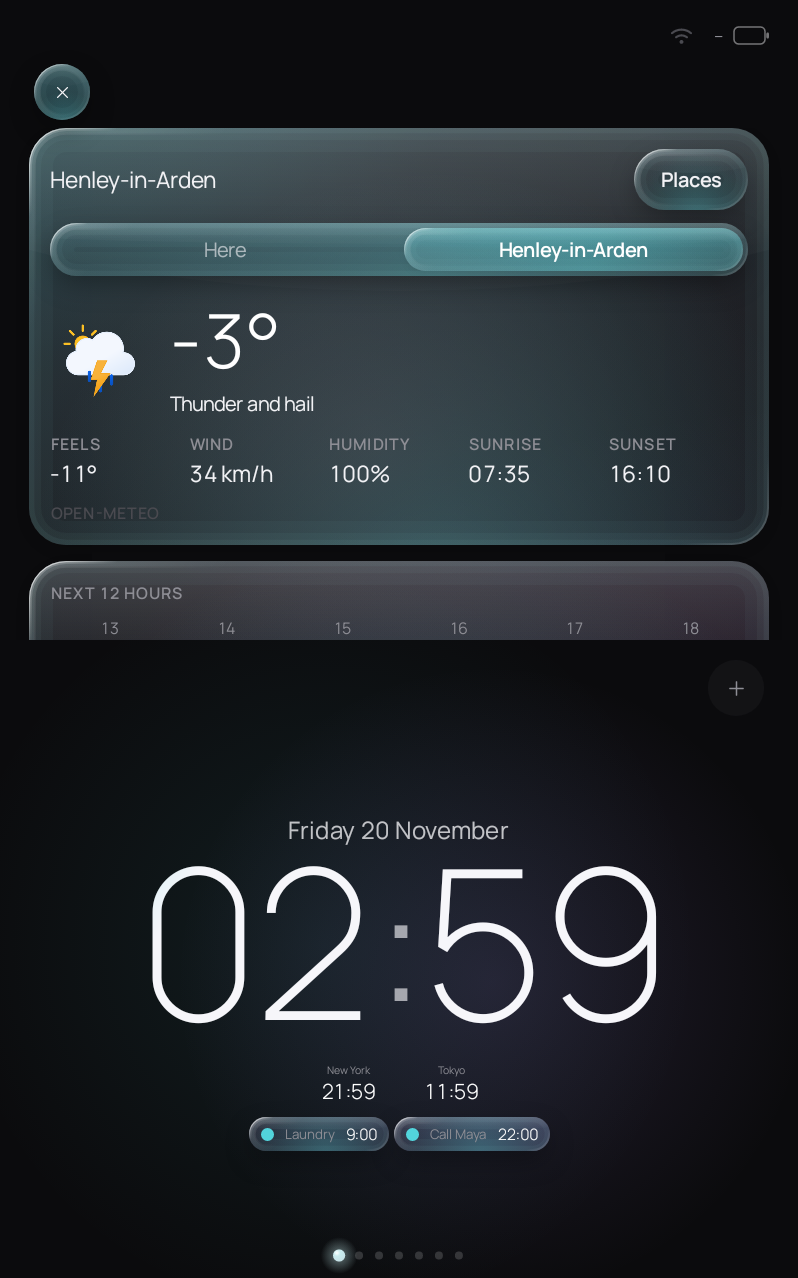 –
Henley-in-Arden
Places
Here
Henley-in-Arden
-3°
Thunder and hail
FEELS
WIND
HUMIDITY
SUNRISE
SUNSET
-11°
34 km/h
100%
07:35
16:10
OPEN-METEO
NEXT 12 HOURS
13
14
15
16
17
18
Friday 20 November
02:59
New York
Tokyo
21:59
11:59
Laundry 9:00
Call Maya 22:00